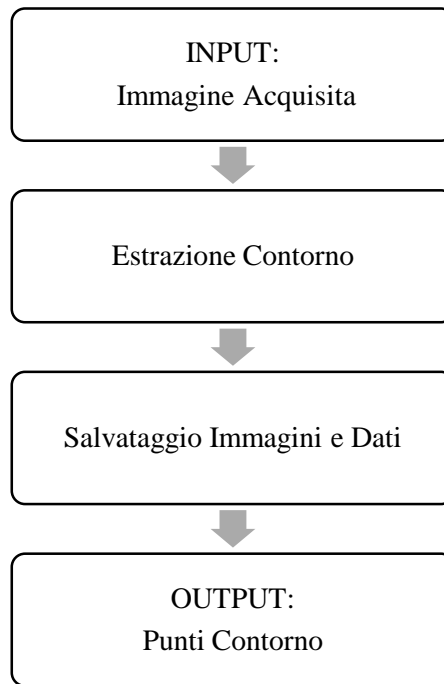 INPUT:
Immagine Acquisita
Estrazione Contorno
Salvataggio Immagini e Dati
OUTPUT:
Punti Contorno